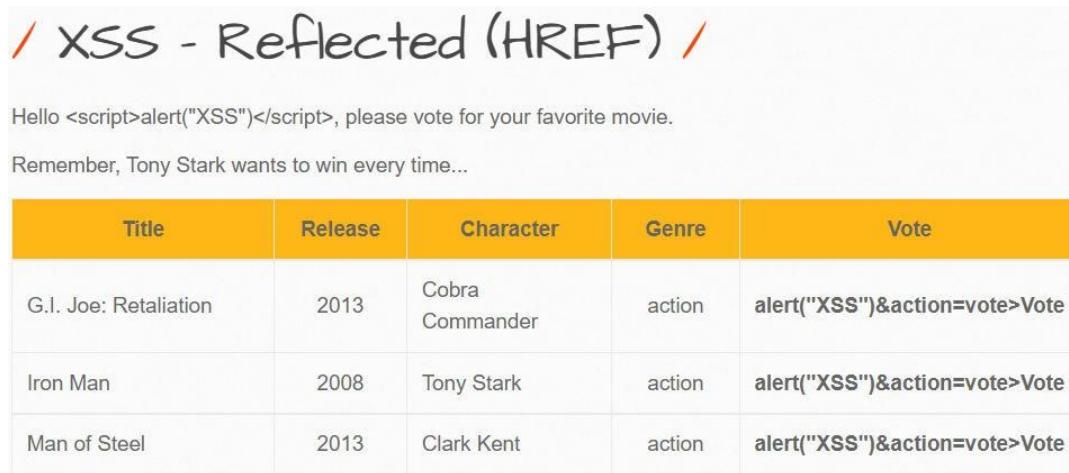 / XSS - Reflected (HREF) /
Hello <script>alert("XSS")</script>, please vote for your favorite movie.
Remember, Tony Stark wants to win every time...
Title Release Character Genre Vote
G.I. Joe: Retaliation 2013 Cobra Commander action alert("XSS")&action=vote>Vote
Iron Man 2008 Tony Stark action alert("XSS")&action=vote>Vote
Man of Steel 2013 Clark Kent action alert("XSS")&action=vote>Vote